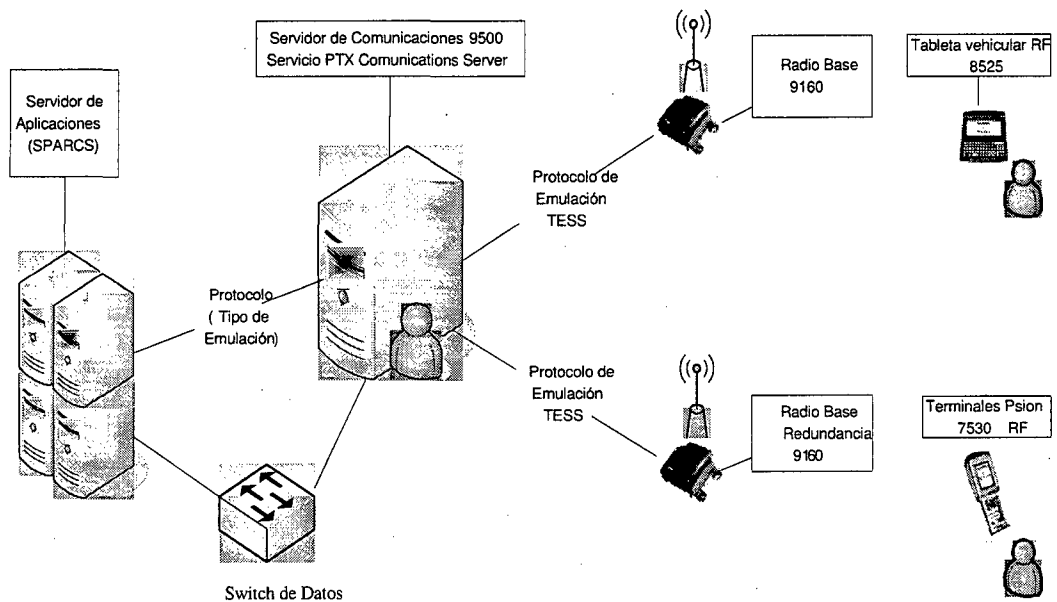 Servidor de Comunicaciones 9500
Servicio PTX Comunications Server
Servidor de
Aplicaciones
(SPARCS)
Radio Base
9160
Tableta vehicular RF
8525
Protocolo de
Emulación
TESS
Protocolo
( Tipo de
Emulación)
Protocolo de
Emulación
TESS
Radio Base
Redundancia
9160
Terminales Psion
7530 RF
Switch de Datos